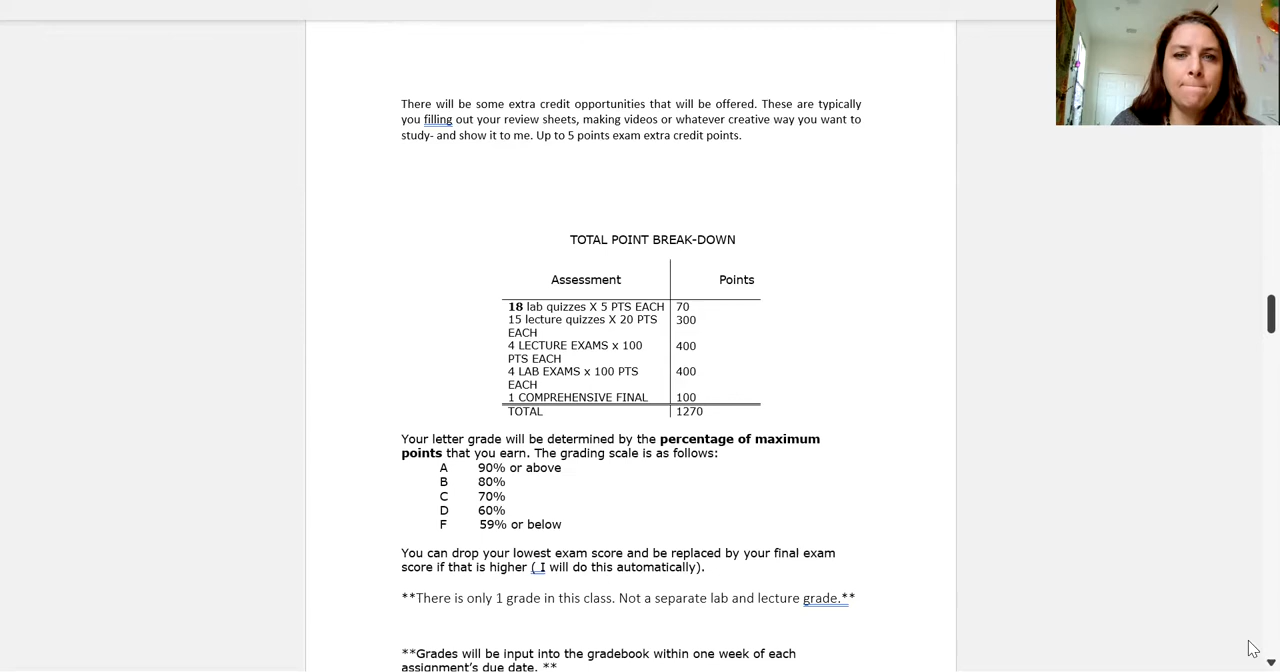 There will be some extra credit opportunities that will be offered. These are typically
you filling out your review sheets, making videos or whatever creative way you want to
study- and show it to me. Up to 5 points exam extra credit points.
TOTAL POINT BREAK-DOWN
Assessment Points
18 lab quizzes X 5 PTS EACH 70
15 lecture quizzes X 20 PTS 300
EACH
4 LECTURE EXAMS x 100 400
PTS EACH
4 LAB EXAMS x 100 PTS 400
EACH
1 COMPREHENSIVE FINAL 100
TOTAL 1270
Your letter grade will be determined by the percentage of maximum
points that you earn. The grading scale is as follows:
A 90% or above
B 80%
C 70%
D 60%
F 59% or below
You can drop your lowest exam score and be replaced by your final exam
score if that is higher ( I will do this automatically).
**There is only 1 grade in this class. Not a separate lab and lecture grade.**
**Grades will be input into the gradebook within one week of each
assignment's due date. **